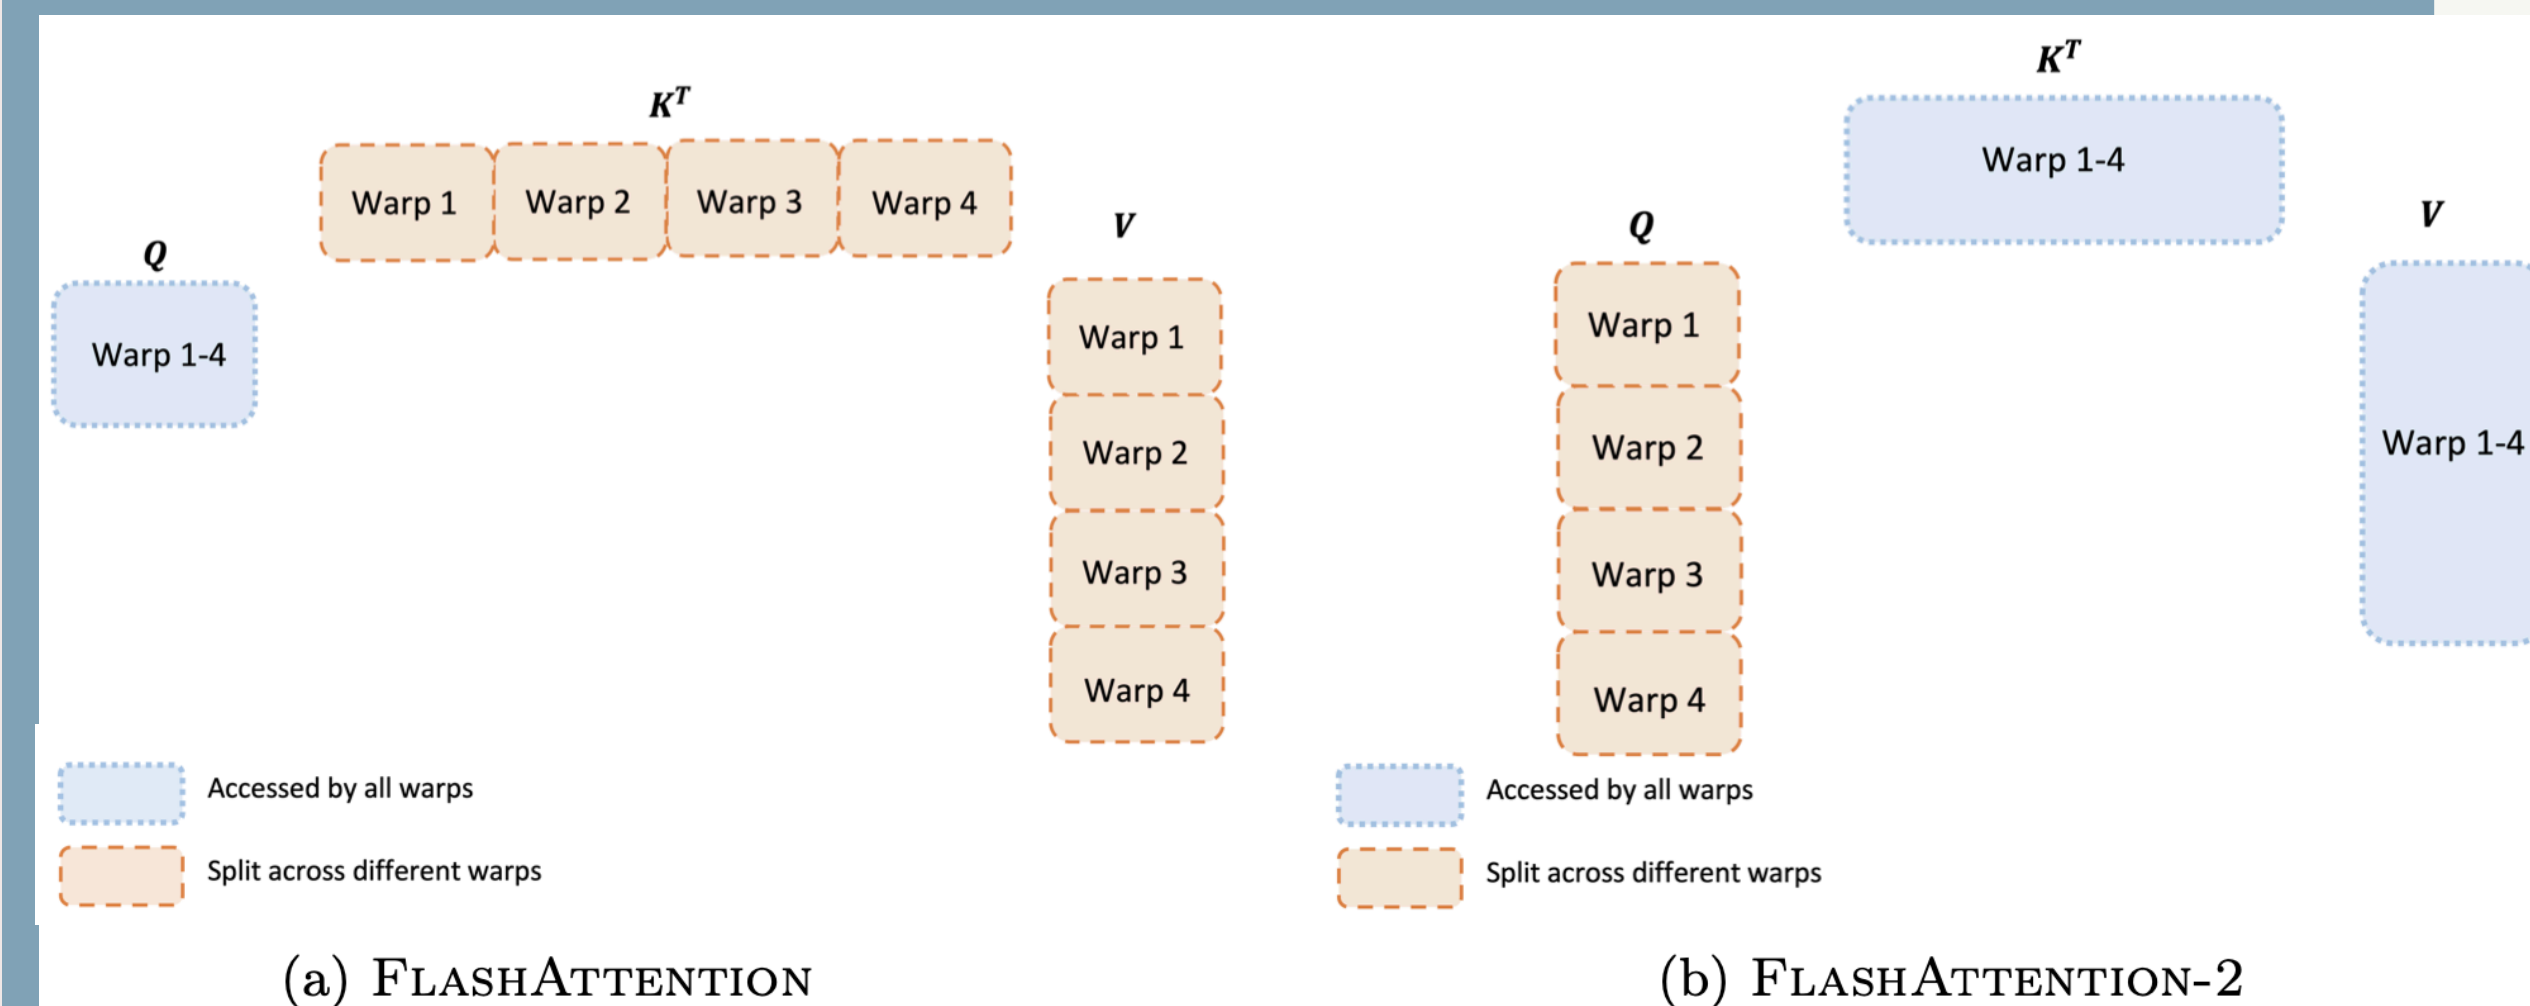 K^T
Warp 1
Warp 2
Warp 3
Warp 4
Q
Warp 1-4
V
Warp 1
Warp 2
Warp 3
Warp 4
Accessed by all warps
Split across different warps
(a) FLASHATTENTION
K^T
Warp 1-4
Q
Warp 1
Warp 2
Warp 3
Warp 4
V
Warp 1-4
Accessed by all warps
Split across different warps
(b) FLASHATTENTION-2